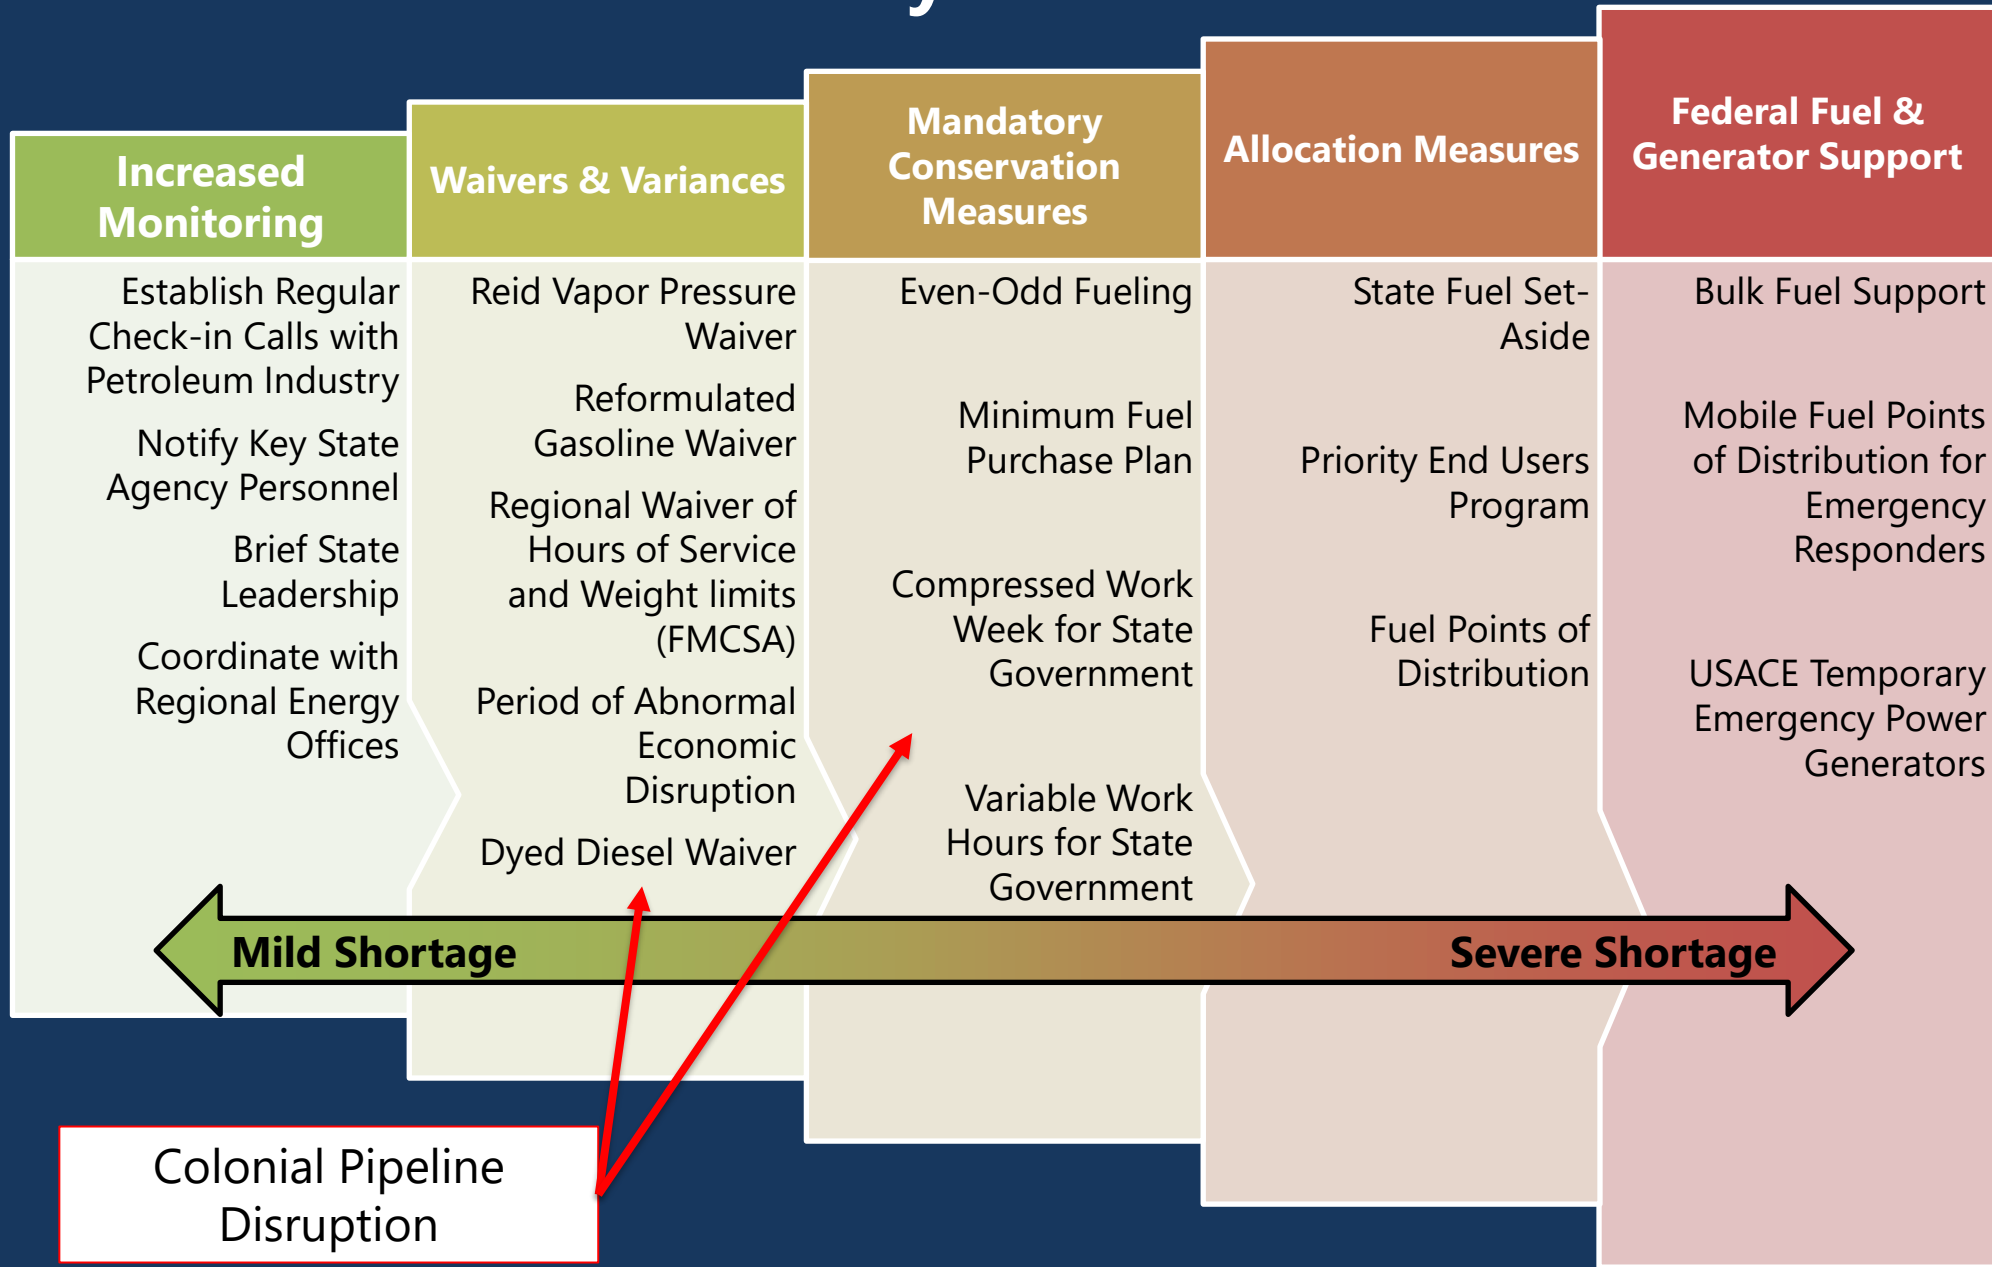 Increased
Monitoring
Establish Regular
Check-in Calls with
Petroleum Industry
Notify Key State
Agency Personnel
Brief State
Leadership
Coordinate with
Regional Energy
Offices
Waivers & Variances
Reid Vapor Pressure
Waiver
Reformulated
Gasoline Waiver
Regional Waiver of
Hours of Service
and Weight limits
(FMCSA)
Period of Abnormal
Economic
Disruption
Dyed Diesel Waiver
Mandatory
Conservation
Measures
Even-Odd Fueling
Minimum Fuel
Purchase Plan
Compressed Work
Week for State
Government
Variable Work
Hours for State
Government
Allocation Measures
State Fuel Set-
Aside
Priority End Users
Program
Fuel Points of
Distribution
Federal Fuel &
Generator Support
Bulk Fuel Support
Mobile Fuel Points
of Distribution for
Emergency
Responders
USACE Temporary
Emergency Power
Generators
Mild Shortage
Severe Shortage
Colonial Pipeline
Disruption